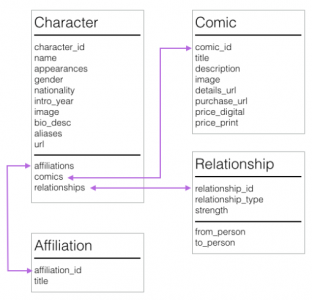 Character
character_id
name
appearances
gender
nationality
intro_year
image
bio_desc
aliases
url
affiliations
comics
relationships
Comic
comic_id
title
description
image
details_url
purchase_url
price_digital
price_print
Relationship
relationship_id
relationship_type
strength
from_person
to_person
Affiliation
affiliation_id
title